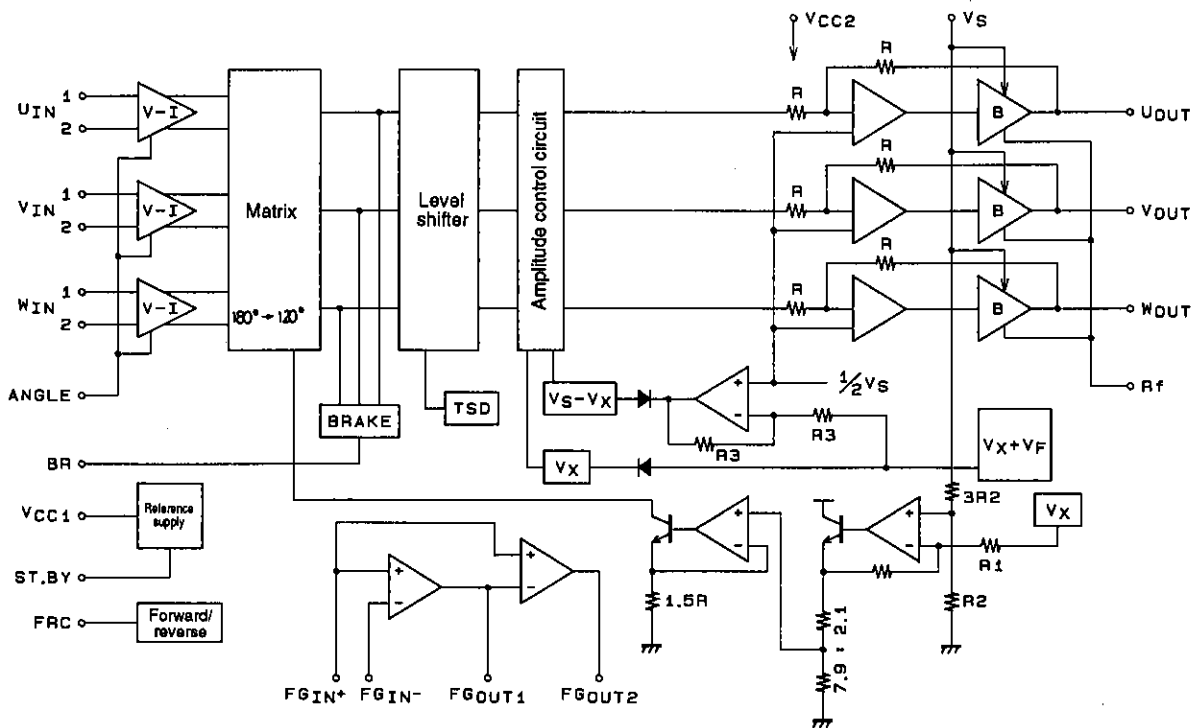 VCC2
VS
R
R
UIN 1
2
V-I
B
UOUT
R
R
VIN 1
2
V-I
Matrix
Level
shifter
Amplitude control circuit
B
VOUT
R
R
WIN 1
2
V-I
180°→120°
B
WOUT
ANGLE
BRAKE
TSD
VS-VX
+
-
1/2VS
Rf
R3
R3
VX+VF
BR
VX
VCC1
Reference
supply
3R2
VX
+
-
+
-
R1
ST,BY
1.5R
R2
FRC
Forward/
reverse
+
-
+
-
7.9 : 2.1
FGIN+
FGIN-
FGOUT1
FGOUT2